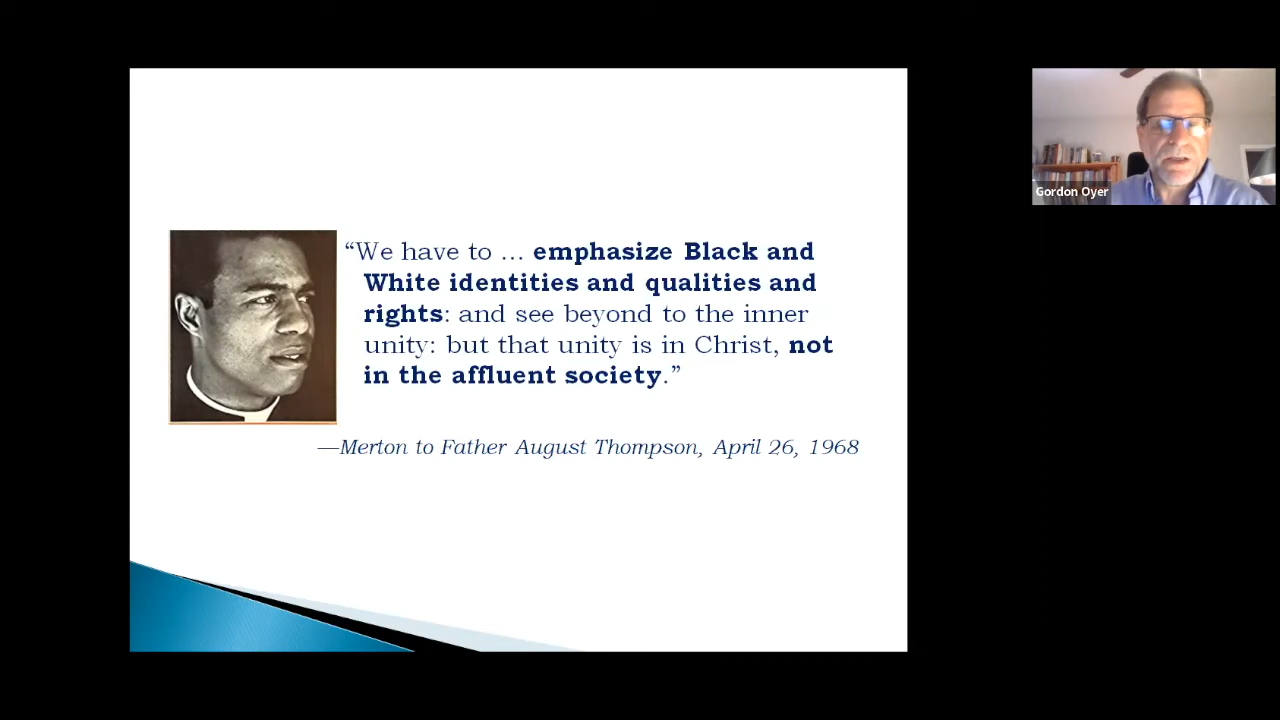 “We have to … emphasize Black and
White identities and qualities and
rights: and see beyond to the inner
unity: but that unity is in Christ, not
in the affluent society.”
—Merton to Father August Thompson, April 26, 1968
Gordon Oyer